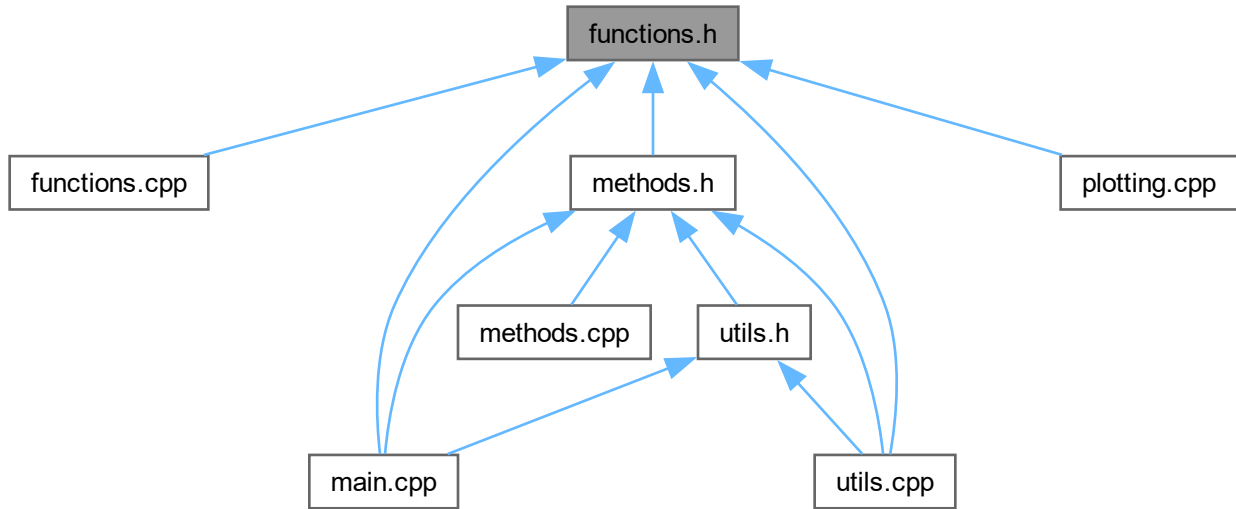 functions.h
functions.cpp
methods.h
plotting.cpp
methods.cpp
utils.h
main.cpp
utils.cpp